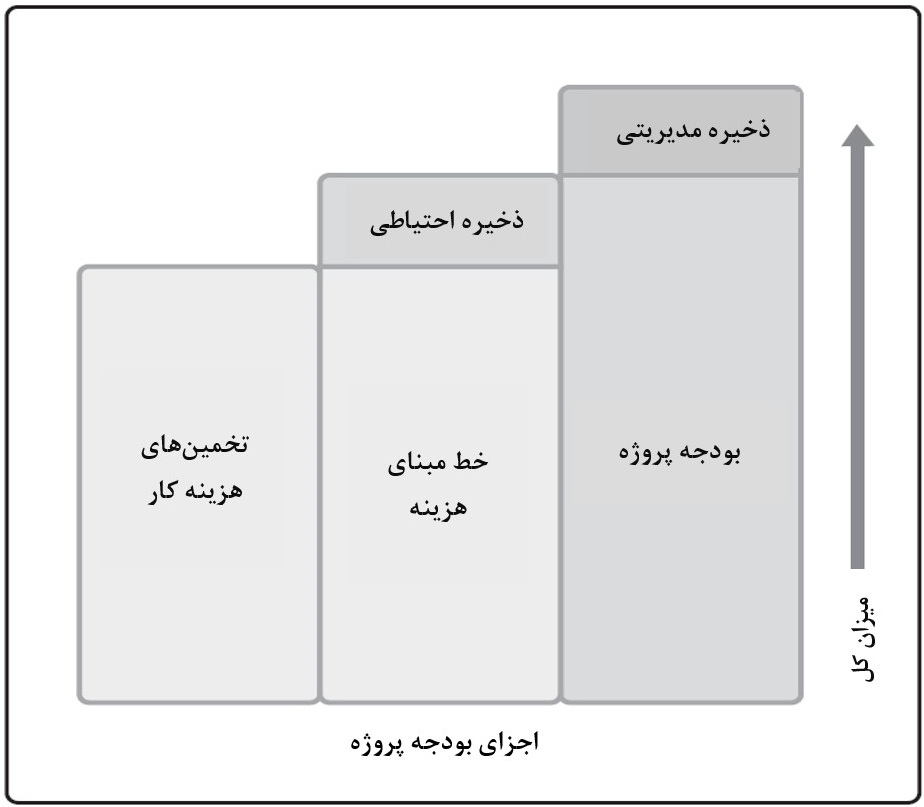 ذخیره مدیریتی
ذخیره احتیاطی
بودجه پروژه
خط مبنای
هزینه
تخمین‌های
هزینه کار
میزان کل
اجزای بودجه پروژه